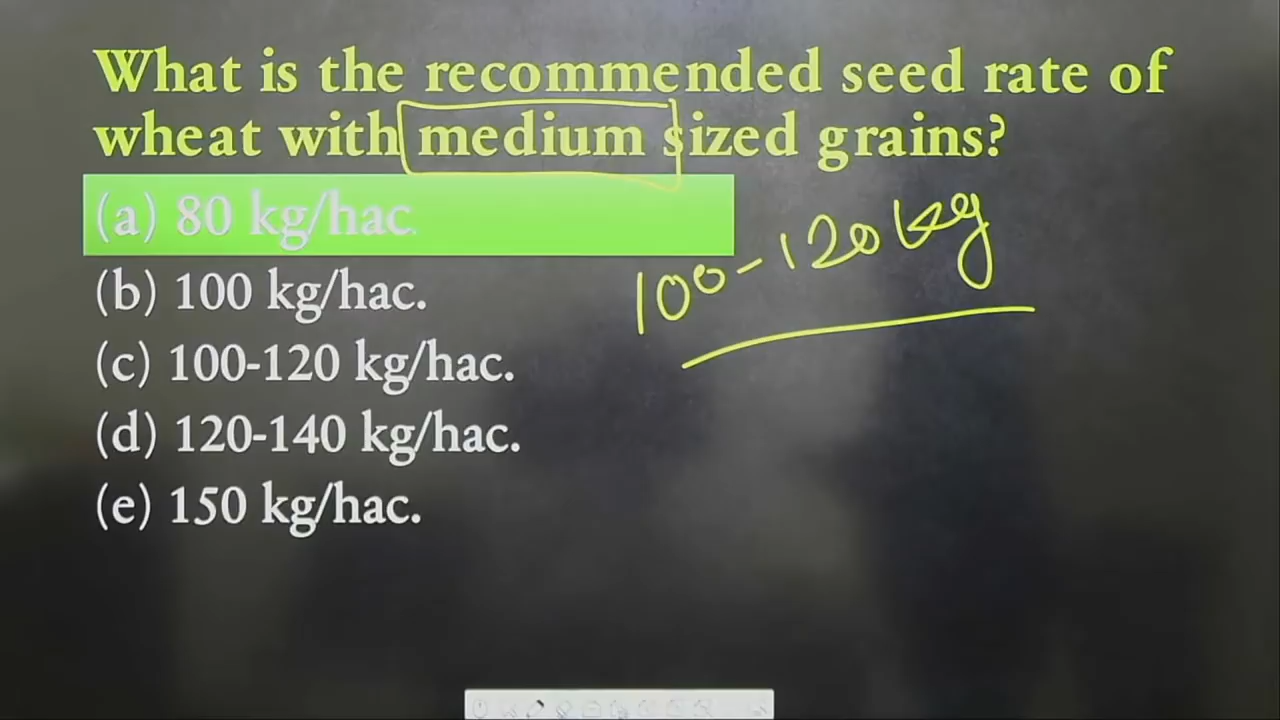 What is the recommended seed rate of
wheat with medium sized grains?
(a) 80 kg/hac.
(b) 100 kg/hac.
100-120 kg
(c) 100-120 kg/hac.
(d) 120-140 kg/hac.
(e) 150 kg/hac.